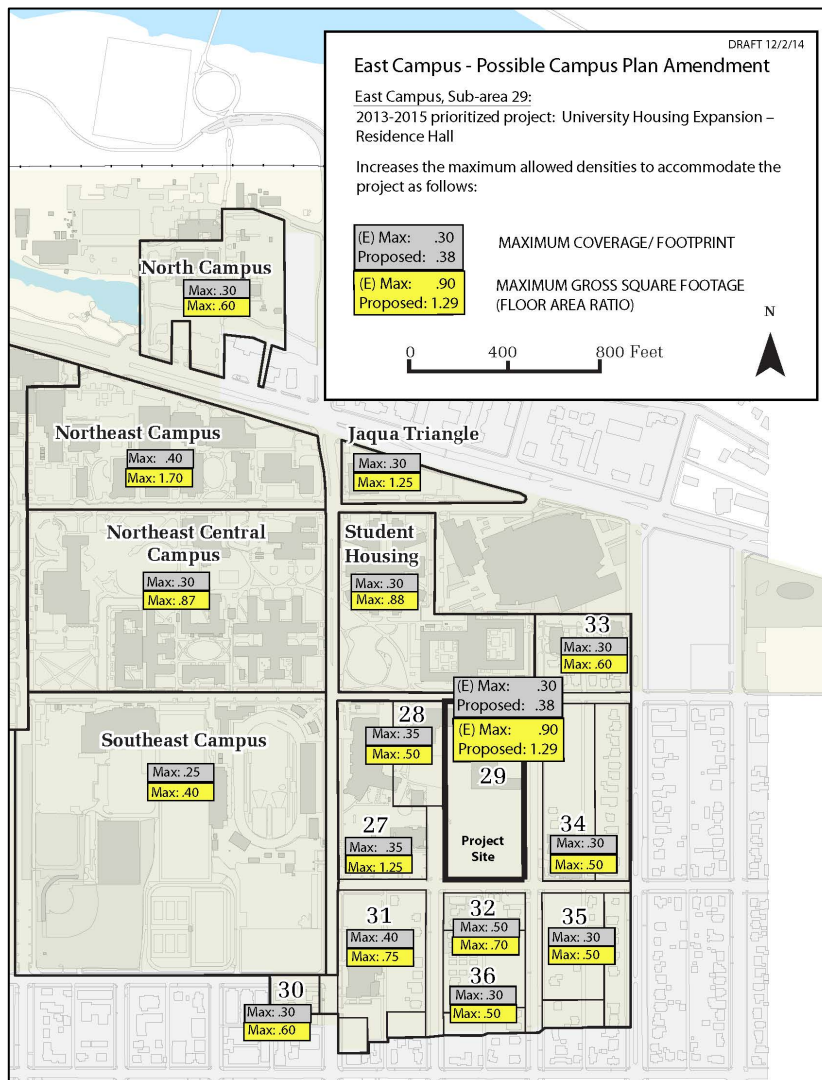 DRAFT 12/2/14
East Campus - Possible Campus Plan Amendment
East Campus, Sub-area 29:
2013-2015 prioritized project: University Housing Expansion –
Residence Hall
Increases the maximum allowed densities to accommodate the
project as follows:
(E) Max: .30
Proposed: .38
MAXIMUM COVERAGE/ FOOTPRINT
(E) Max: .90
Proposed: 1.29
MAXIMUM GROSS SQUARE FOOTAGE
(FLOOR AREA RATIO)
N
0 400 800 Feet
North Campus
Max: .30
Max: .60
Northeast Campus
Max: .40
Max: 1.70
Jaqua Triangle
Max: .30
Max: 1.25
Northeast Central
Campus
Max: .30
Max: .87
Student
Housing
Max: .30
Max: .88
33
Max: .30
Max: .60
Southeast Campus
Max: .25
Max: .40
28
Max: .35
Max: .50
(E) Max: .30
Proposed: .38
(E) Max: .90
Proposed: 1.29
29
Project
Site
27
Max: .35
Max: 1.25
34
Max: .30
Max: .50
31
Max: .40
Max: .75
32
Max: .50
Max: .70
35
Max: .30
Max: .50
36
Max: .30
Max: .50
30
Max: .30
Max: .60